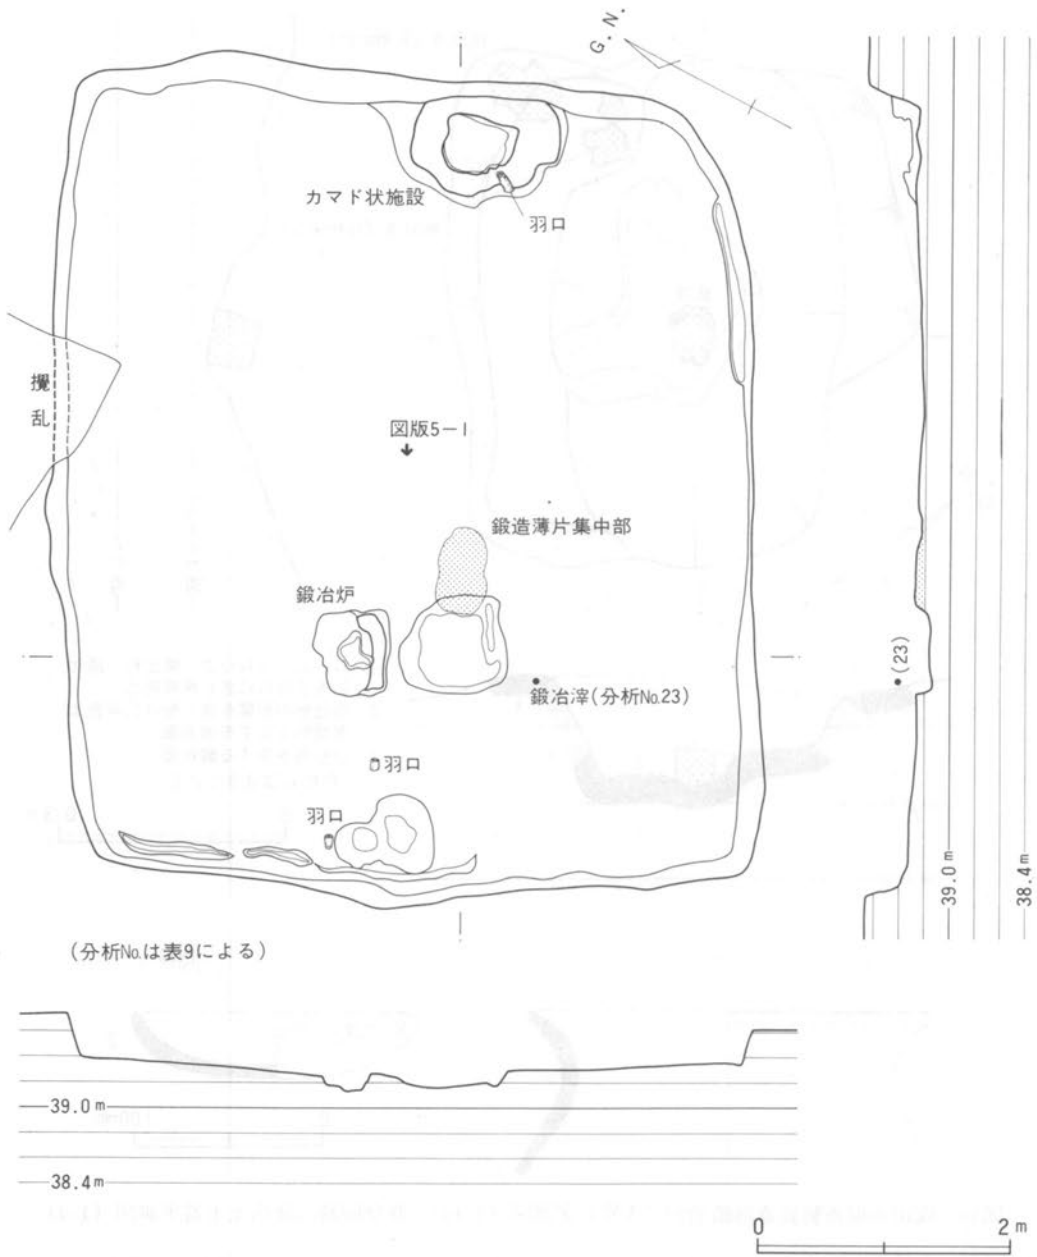 G.N.
カマド状施設
羽口
攪乱
図版5-1
鍛造薄片集中部
鍛冶炉
鍛冶滓(分析No.23)
(23)
羽口
羽口
39.0m
38.4m
(分析No.は表9による)
39.0m
38.4m
0 2m